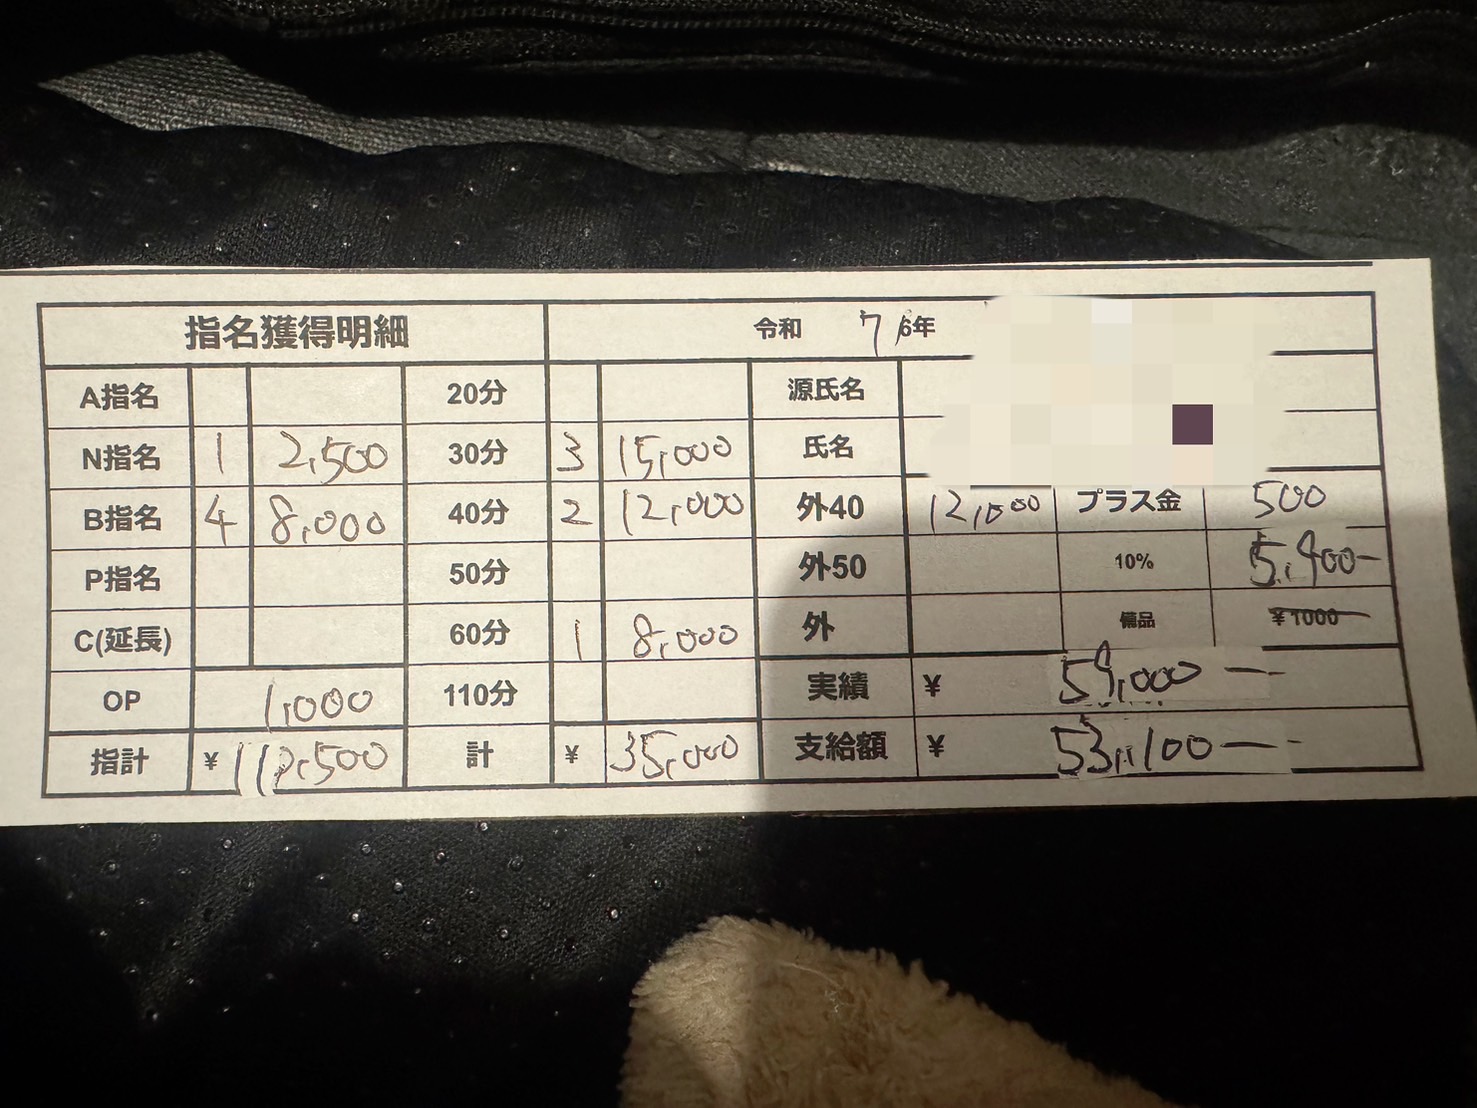 指名獲得明細 令和 7 6年
A指名 20分 源氏名
N指名 1 2,500 30分 3 15,000 氏名
B指名 4 8,000 40分 2 12,000 外40 12,000 プラス金 500
P指名 50分 外50 10% 5,900-
C(延長) 60分 1 8,000 外 備品 ¥1000
OP 1,000 110分 実績 ¥ 59,000-
指計 ¥ 計 ¥ 35,000 支給額 ¥ 53,100-